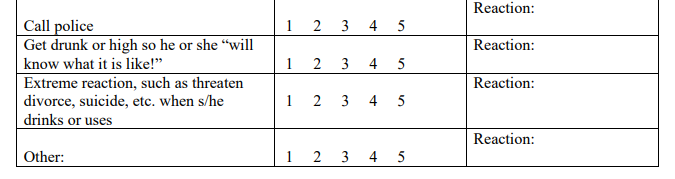 Reaction:
Call police 1 2 3 4 5
Get drunk or high so he or she “will Reaction:
know what it is like!” 1 2 3 4 5
Extreme reaction, such as threaten Reaction:
divorce, suicide, etc. when s/he 1 2 3 4 5
drinks or uses
Reaction:
Other: 1 2 3 4 5